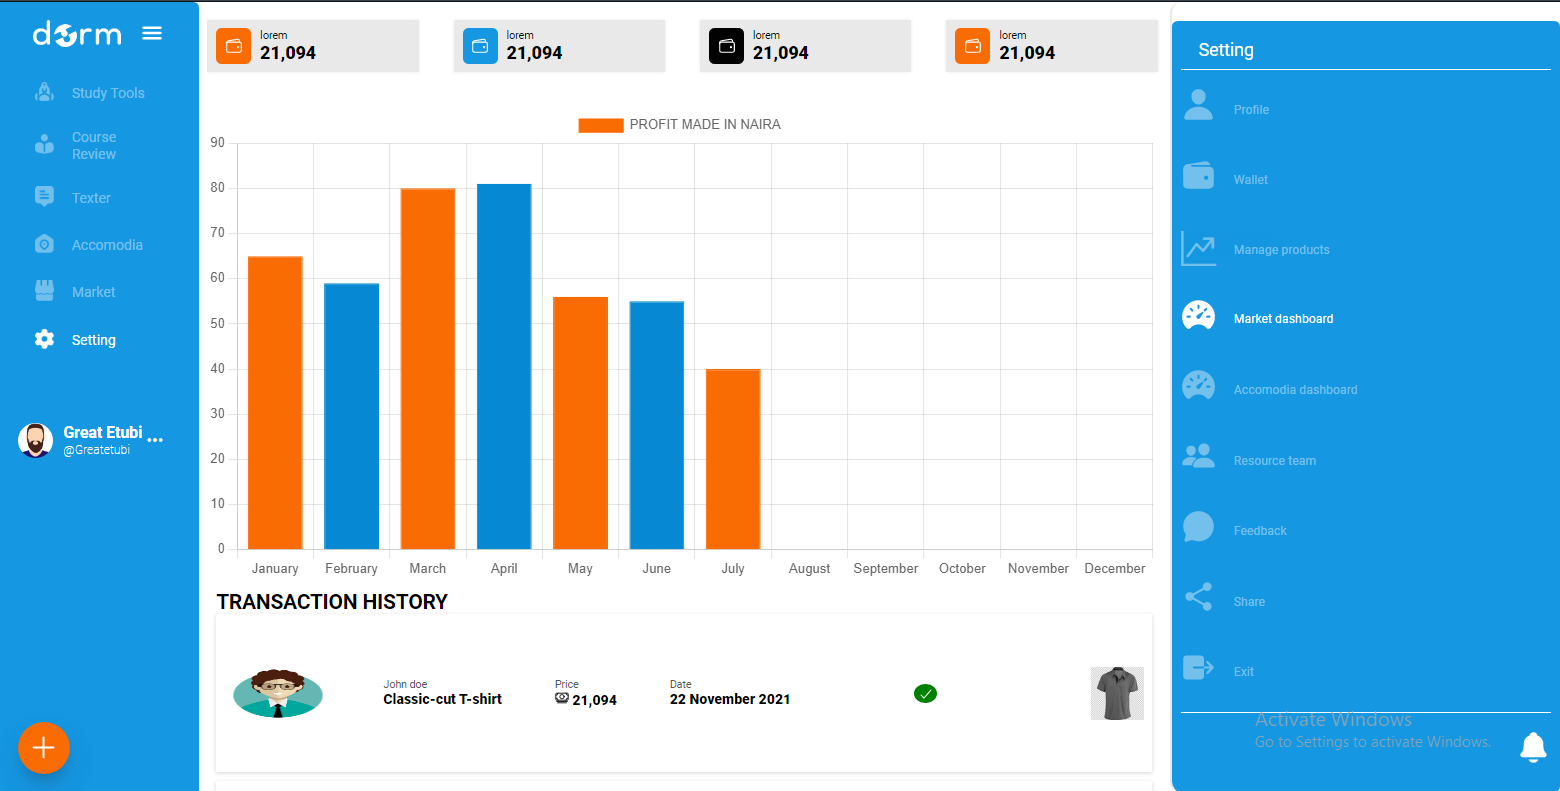 dorm
Study Tools
Course
Review
Texter
Accomodia
Market
Setting
Great Etubi
@Greatetubi
lorem
21,094
lorem
21,094
lorem
21,094
lorem
21,094
PROFIT MADE IN NAIRA
90
80
70
60
50
40
30
20
10
0
January February March April May June July August September October November December
TRANSACTION HISTORY
John doe
Classic-cut T-shirt
Price
21,094
Date
22 November 2021
Setting
Profile
Wallet
Manage products
Market dashboard
Accomodia dashboard
Resource team
Feedback
Share
Exit
Activate Windows
Go to Settings to activate Windows.